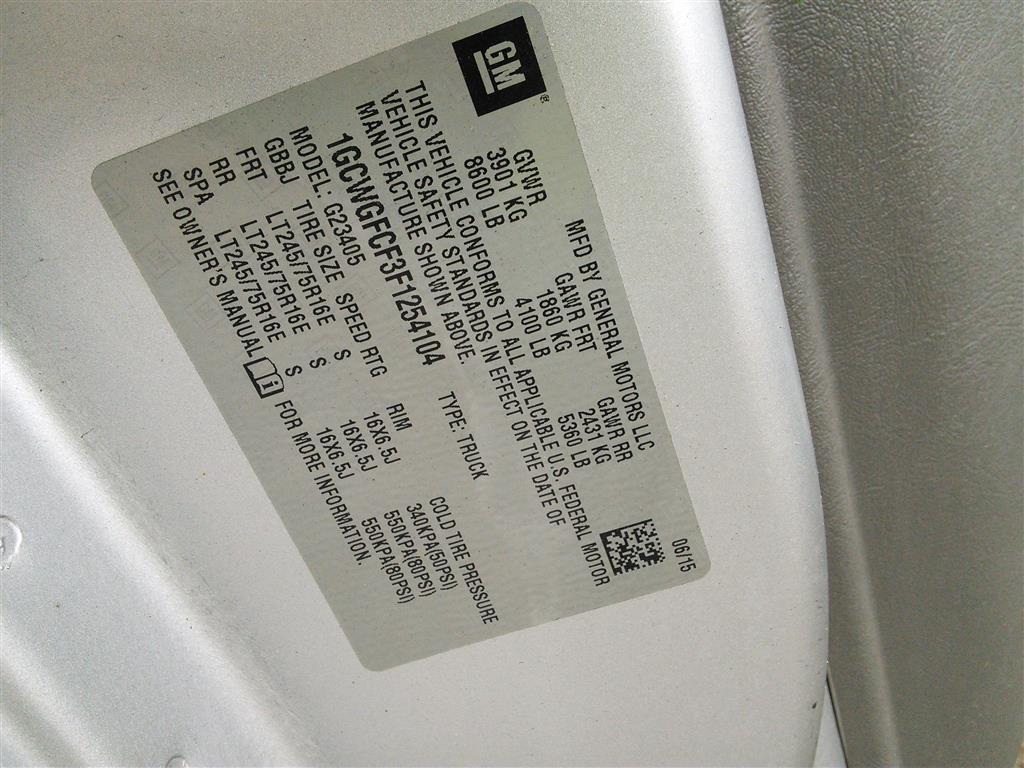 GM®
MFD BY GENERAL MOTORS LLC 06/15
GVWR GAWR FRT GAWR RR
3901 KG 1860 KG 2431 KG
8600 LB 4100 LB 5360 LB
THIS VEHICLE CONFORMS TO ALL APPLICABLE U.S. FEDERAL MOTOR
VEHICLE SAFETY STANDARDS IN EFFECT ON THE DATE OF
MANUFACTURE SHOWN ABOVE.
1GCWGFCF3F1254104 TYPE: TRUCK
MODEL: G23405
GBBJ TIRE SIZE SPEED RTG RIM COLD TIRE PRESSURE
FRT LT245/75R16E S 16X6.5J 340KPA(50PSI)
RR LT245/75R16E S 16X6.5J 550KPA(80PSI)
SPA LT245/75R16E S 16X6.5J 550KPA(80PSI)
SEE OWNER'S MANUAL i FOR MORE INFORMATION.